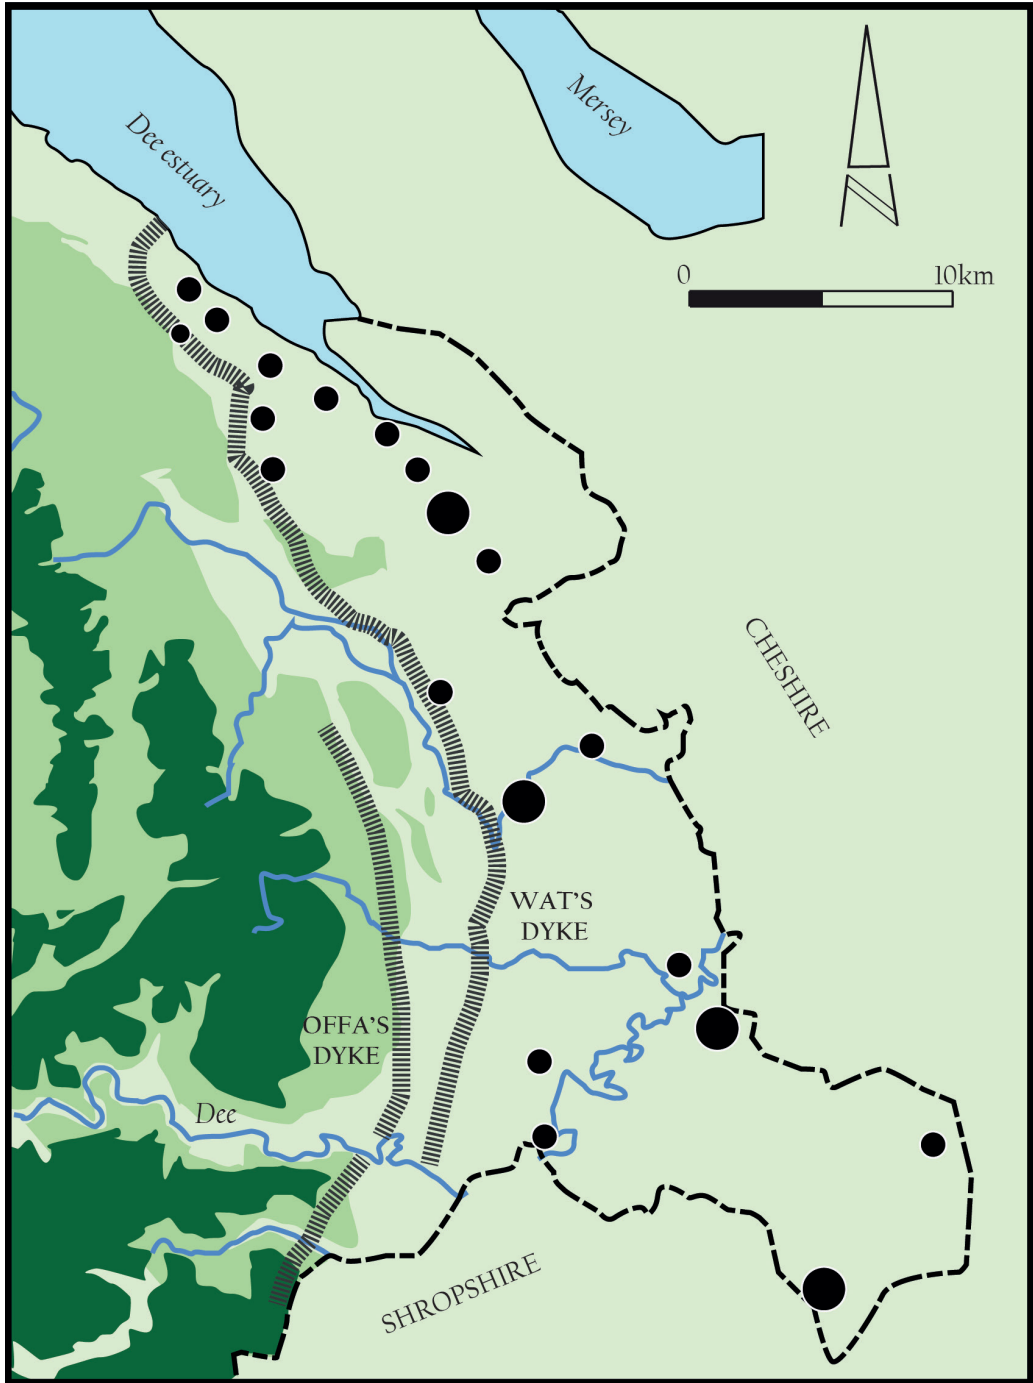 Mersey
Dee estuary
0 10km
CHESHIRE
WAT'S
DYKE
OFFA'S
DYKE
Dee
SHROPSHIRE